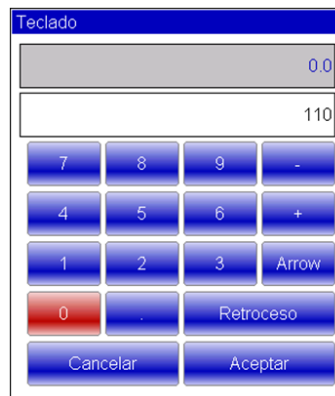 Teclado
0.0
110
7 8 9 -
4 5 6 +
1 2 3 Arrow
0 . Retroceso
Cancelar Aceptar